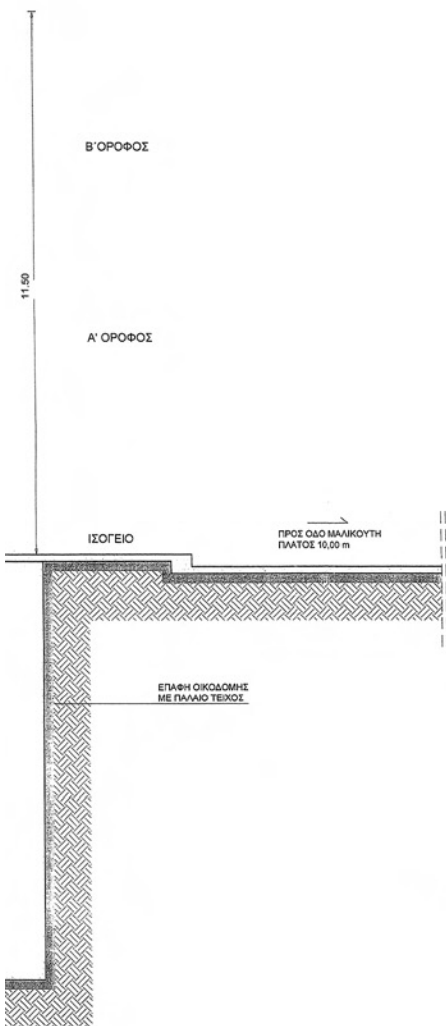 Β΄ΟΡΟΦΟΣ
11.50
Α' ΟΡΟΦΟΣ
ΙΣΟΓΕΙΟ
ΠΡΟΣ ΟΔΟ ΜΑΛΙΚΟΥΤΗ
ΠΛΑΤΟΣ 10,00 m
ΕΠΑΦΗ ΟΙΚΟΔΟΜΗΣ
ΜΕ ΠΑΛΑΙΟ ΤΕΙΧΟΣ